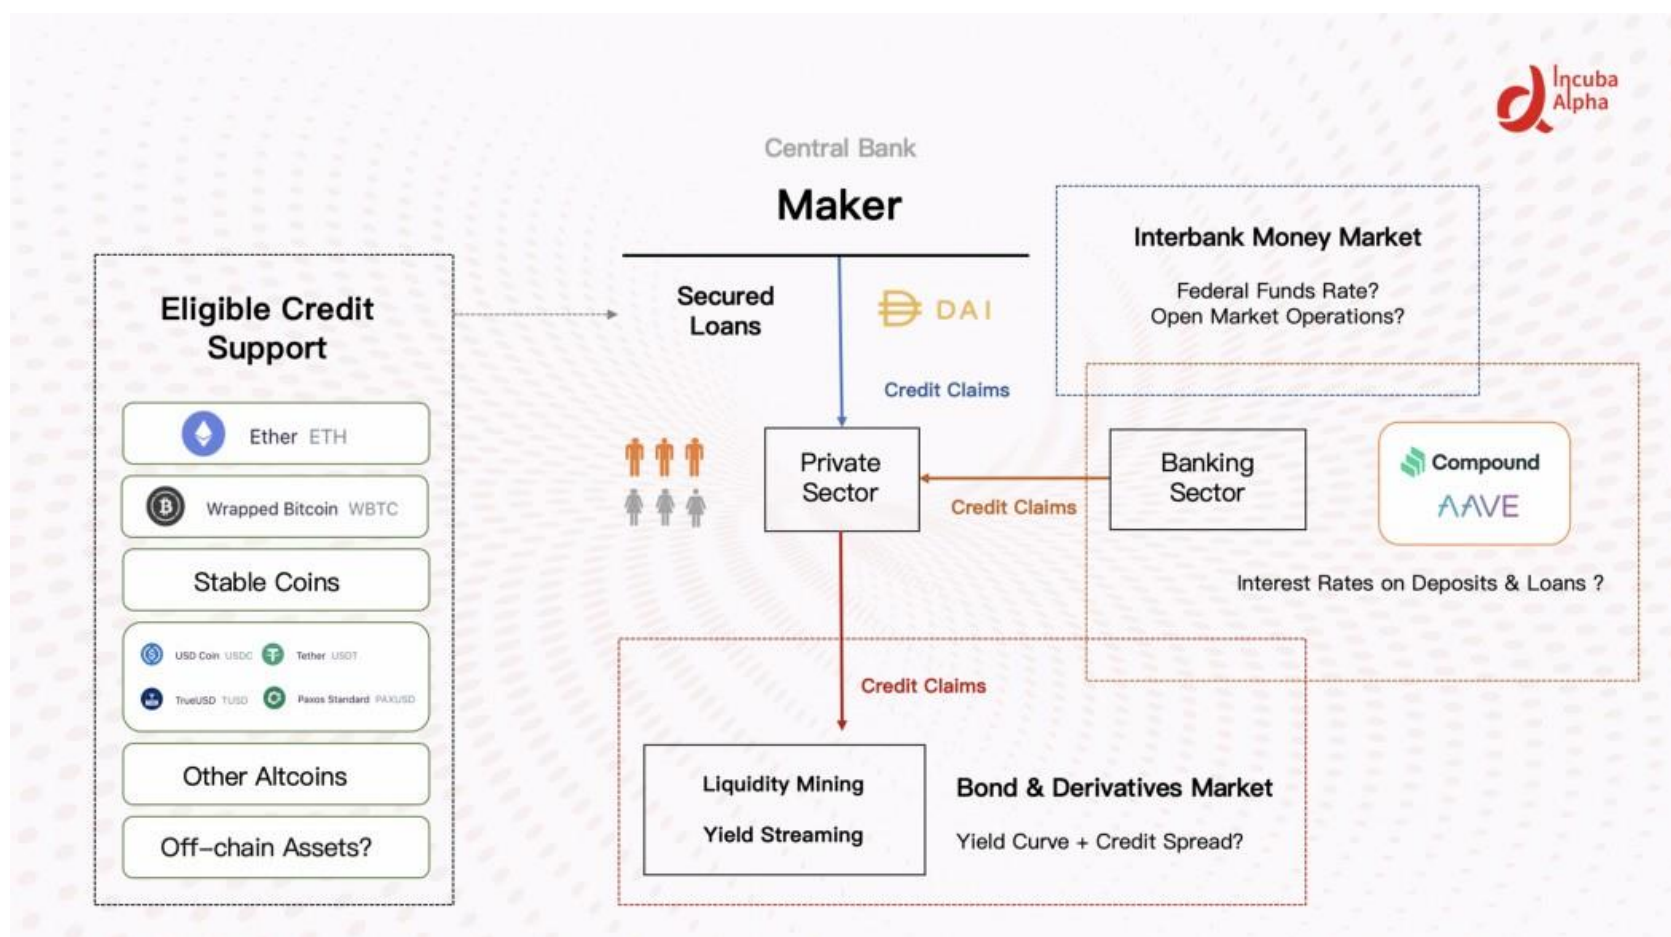 Incuba
Alpha
Central Bank
Maker
Interbank Money Market
Federal Funds Rate?
Open Market Operations?
Eligible Credit
Support
Secured
Loans
DAI
Credit Claims
Ether ETH
Wrapped Bitcoin WBTC
Stable Coins
USD Coin USDC
Tether USDT
TrueUSD TUSD
Paxos Standard PAXUSD
Other Altcoins
Off-chain Assets?
Private
Sector
Credit Claims
Banking
Sector
Compound
AAVE
Interest Rates on Deposits & Loans ?
Credit Claims
Liquidity Mining
Yield Streaming
Bond & Derivatives Market
Yield Curve + Credit Spread?